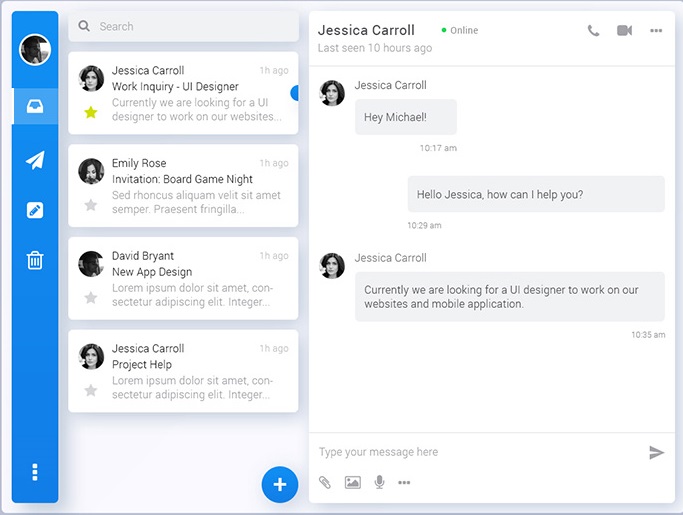 Search
Jessica Carroll
1h ago
Work Inquiry - UI Designer
Currently we are looking for a UI
designer to work on our websites...
Emily Rose
1h ago
Invitation: Board Game Night
Sed rhoncus aliquam velit sit amet
semper. Praesent fringilla...
David Bryant
1h ago
New App Design
Lorem ipsum dolor sit amet, con-
sectetur adipiscing elit. Integer...
Jessica Carroll
1h ago
Project Help
Lorem ipsum dolor sit amet, con-
sectetur adipiscing elit. Integer...
Jessica Carroll
Online
Last seen 10 hours ago
Jessica Carroll
Hey Michael!
10:17 am
Hello Jessica, how can I help you?
10:29 am
Jessica Carroll
Currently we are looking for a UI designer to work on our
websites and mobile application.
10:35 am
Type your message here